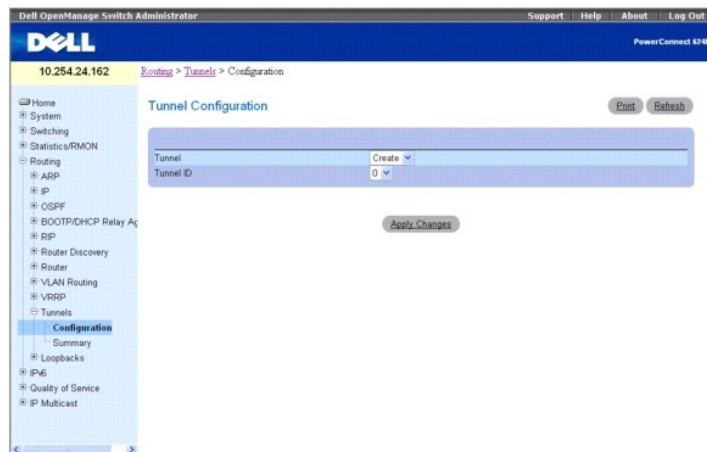 Dell OpenManage Switch Administrator
Support Help About Log Out
DELL
PowerConnect 624
10.254.24.162
Routing > Tunnels > Configuration
Home
System
Switching
Statistics/RMON
Routing
ARP
IP
OSPF
BOOTP/DHCP Relay Ag
RIP
Router Discovery
Router
VLAN Routing
VRRP
Tunnels
Configuration
Summary
Loopbacks
IPv6
Quality of Service
IP Multicast
Tunnel Configuration
Print Refresh
Tunnel Create
Tunnel ID 0
Apply Changes